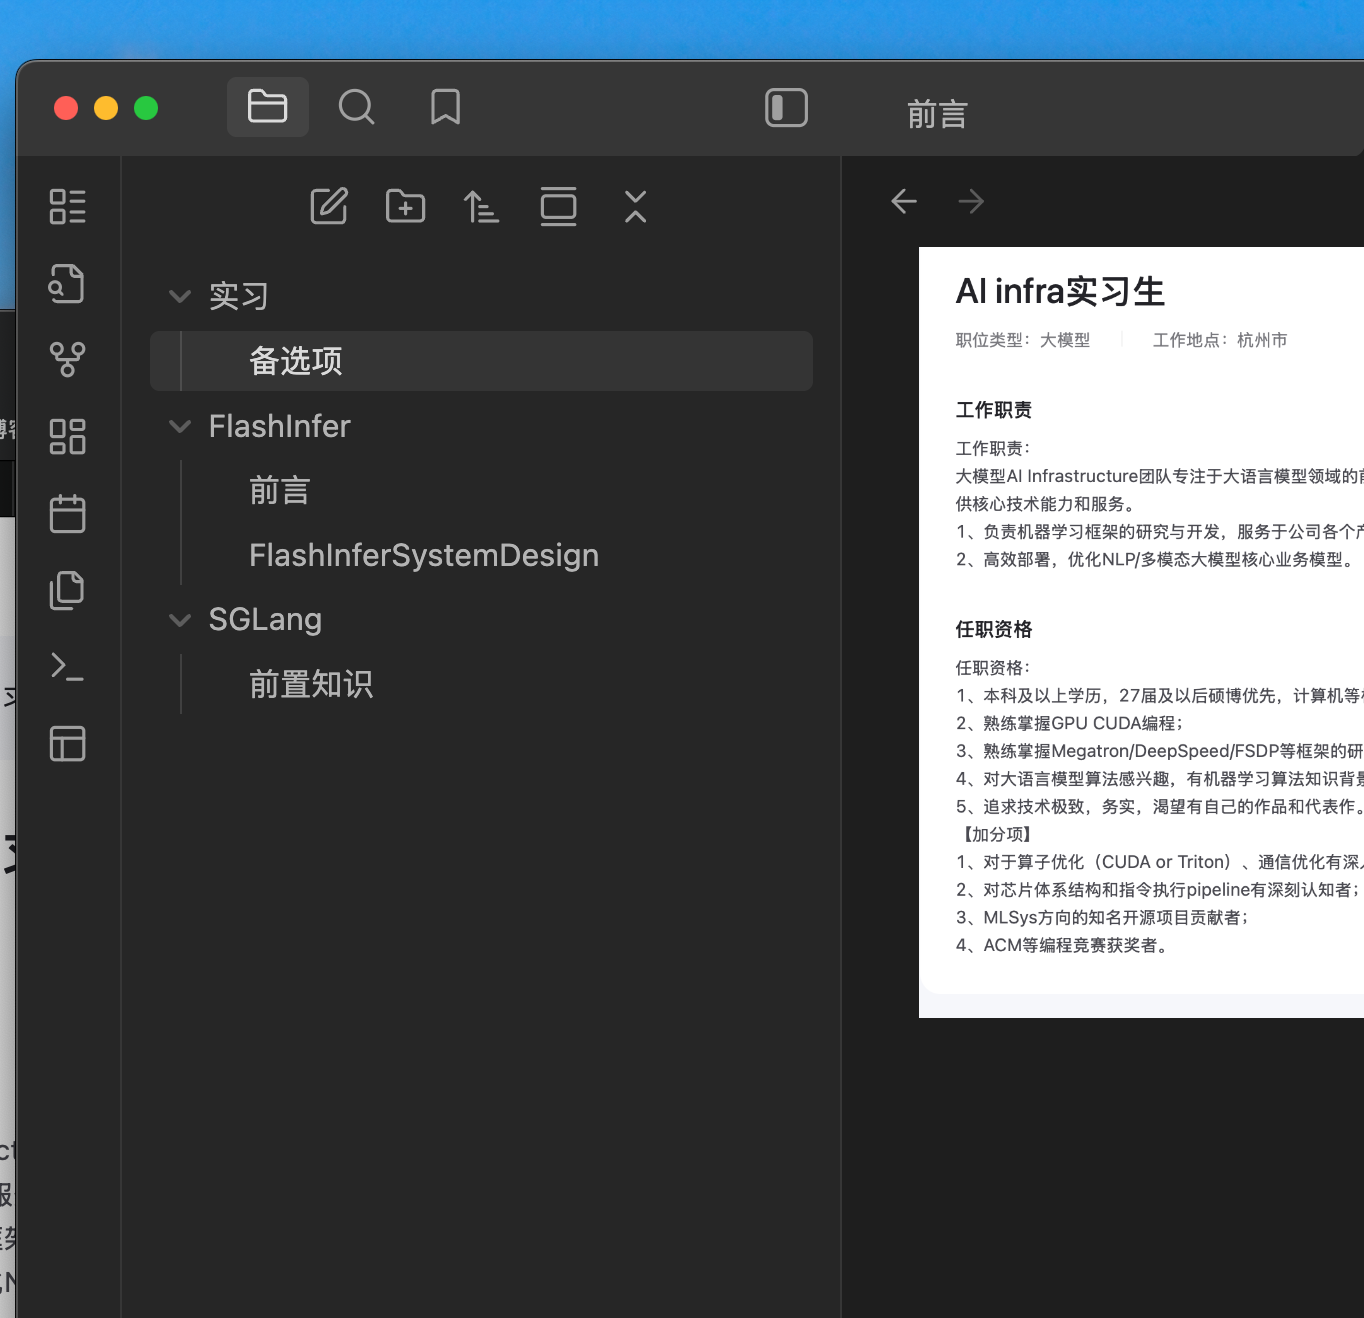 前言
实习
备选项
FlashInfer
前言
FlashInferSystemDesign
SGLang
前置知识
AI infra实习生
职位类型：大模型 工作地点：杭州市
工作职责
工作职责：
大模型AI Infrastructure团队专注于大语言模型领域的
供核心技术能力和服务。
1、负责机器学习框架的研究与开发，服务于公司各个
2、高效部署，优化NLP/多模态大模型核心业务模型。
任职资格
任职资格：
1、本科及以上学历，27届及以后硕博优先，计算机等
2、熟练掌握GPU CUDA编程；
3、熟练掌握Megatron/DeepSpeed/FSDP等框架的研
4、对大语言模型算法感兴趣，有机器学习算法知识背景
5、追求技术极致，务实，渴望有自己的作品和代表作。
【加分项】
1、对于算子优化（CUDA or Triton）、通信优化有深
2、对芯片体系结构和指令执行pipeline有深刻认知者；
3、MLSys方向的知名开源项目贡献者；
4、ACM等编程竞赛获奖者。